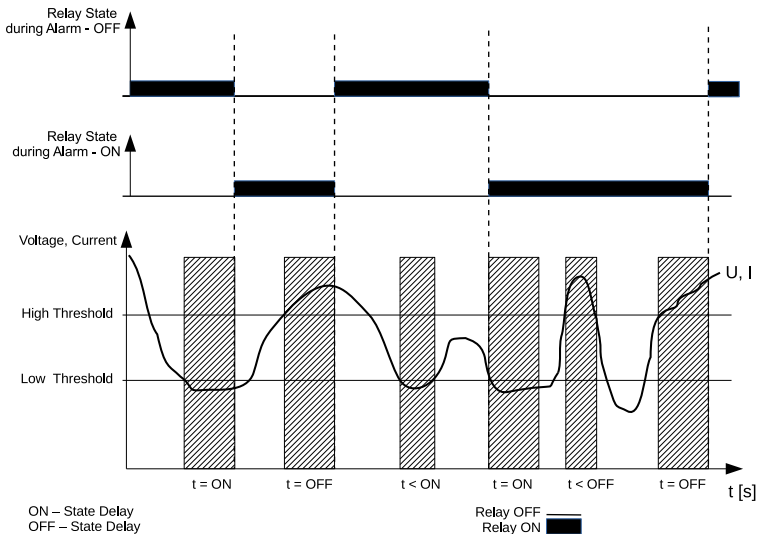 Relay State
during Alarm - OFF
Relay State
during Alarm - ON
Voltage, Current
U, I
High Threshold
Low Threshold
t = ON
t = OFF
t < ON
t = ON
t < OFF
t = OFF
t [s]
ON – State Delay
OFF – State Delay
Relay OFF
Relay ON